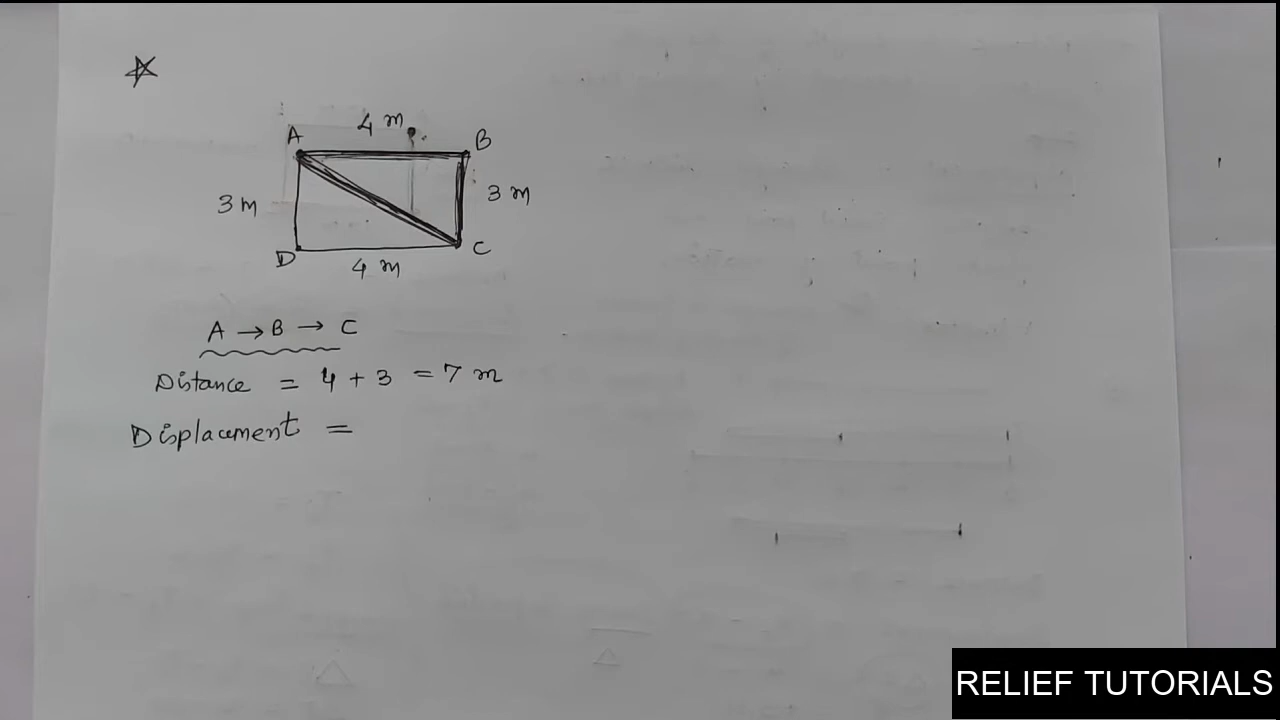 4 m
A
B
3 m
3 m
D
C
4 m
A → B → C
Distance = 4 + 3 = 7 m
Displacement =
RELIEF TUTORIALS